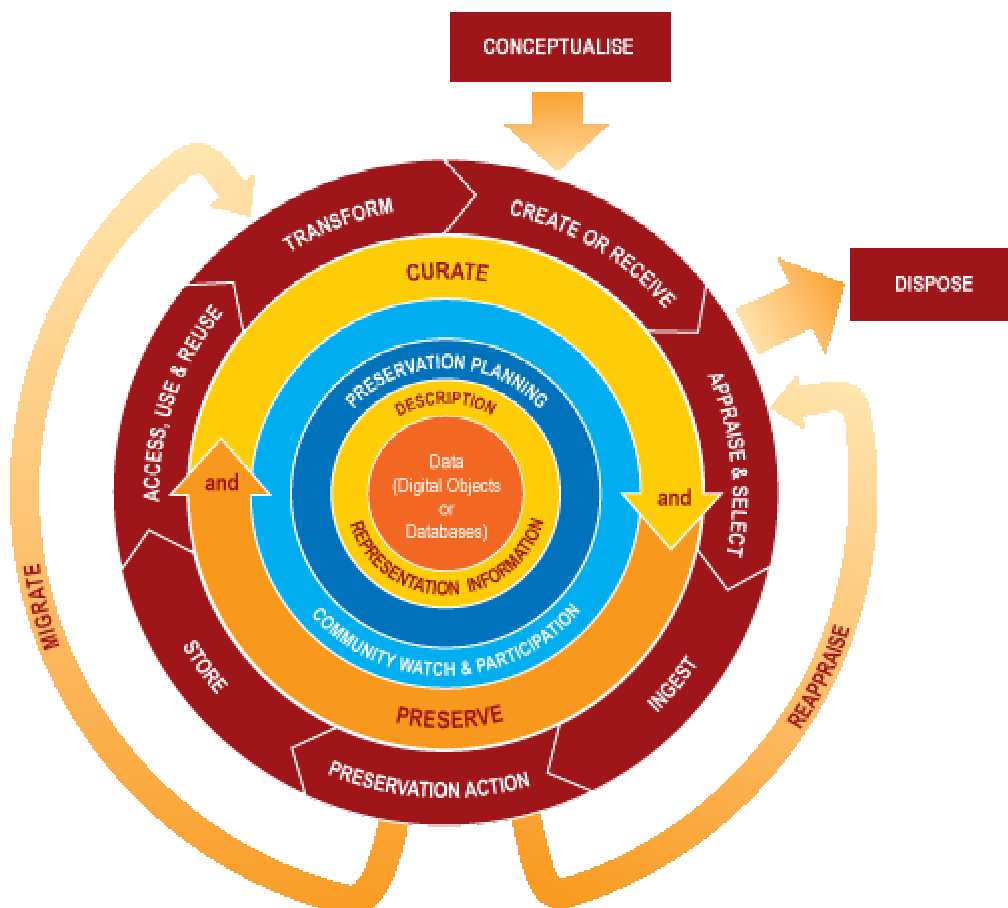 CONCEPTUALISE
DISPOSE
TRANSFORM
CREATE OR RECEIVE
APPRAISE & SELECT
INGEST
PRESERVATION ACTION
STORE
ACCESS, USE & REUSE
MIGRATE
REAPPRAISE
CURATE
and
PRESERVE
and
COMMUNITY WATCH & PARTICIPATION
PRESERVATION PLANNING
DESCRIPTION
REPRESENTATION INFORMATION
Data
(Digital Objects
or
Databases)